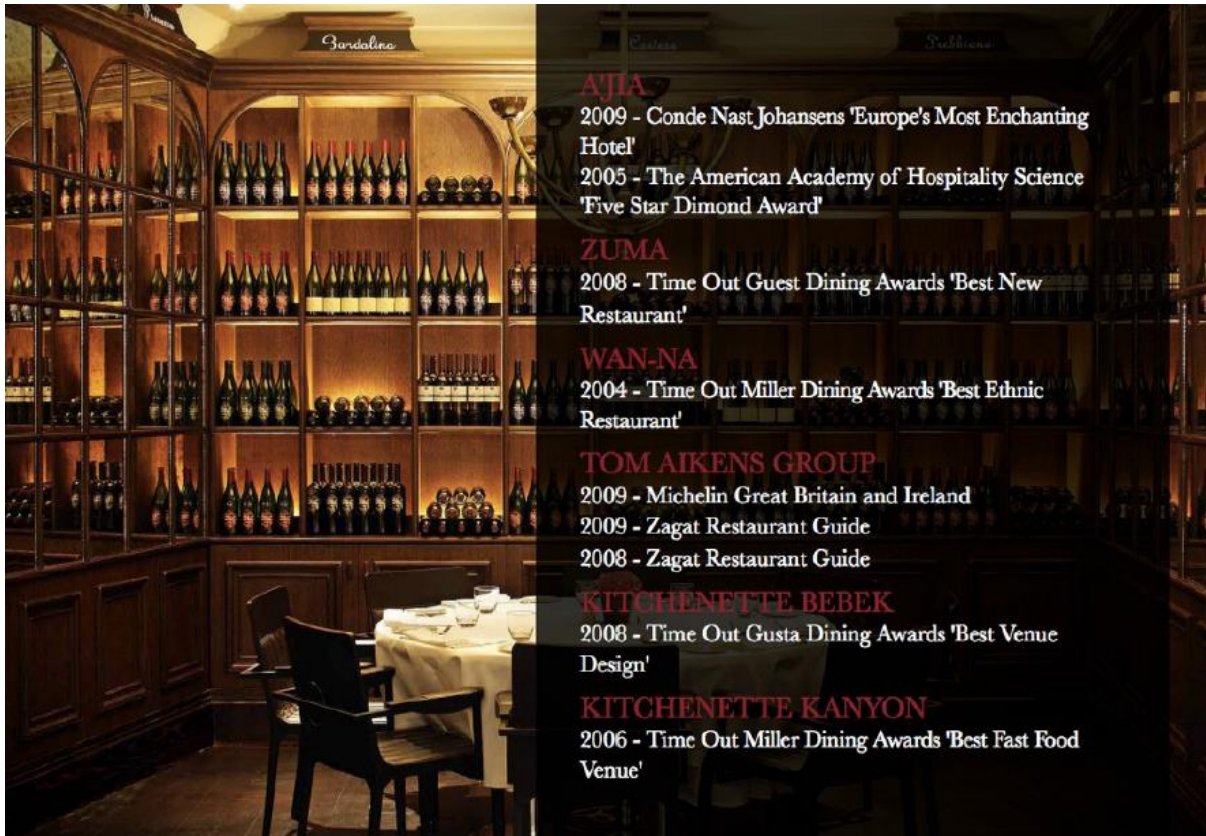 Bardolino
A'JIA
2009 - Conde Nast Johansens 'Europe's Most Enchanting
Hotel'
2005 - The American Academy of Hospitality Science
'Five Star Dimond Award'
ZUMA
2008 - Time Out Guest Dining Awards 'Best New
Restaurant'
WAN-NA
2004 - Time Out Miller Dining Awards 'Best Ethnic
Restaurant'
TOM AIKENS GROUP
2009 - Michelin Great Britain and Ireland
2009 - Zagat Restaurant Guide
2008 - Zagat Restaurant Guide
KITCHENETTE BEBEK
2008 - Time Out Gusta Dining Awards 'Best Venue
Design'
KITCHENETTE KANYON
2006 - Time Out Miller Dining Awards 'Best Fast Food
Venue'